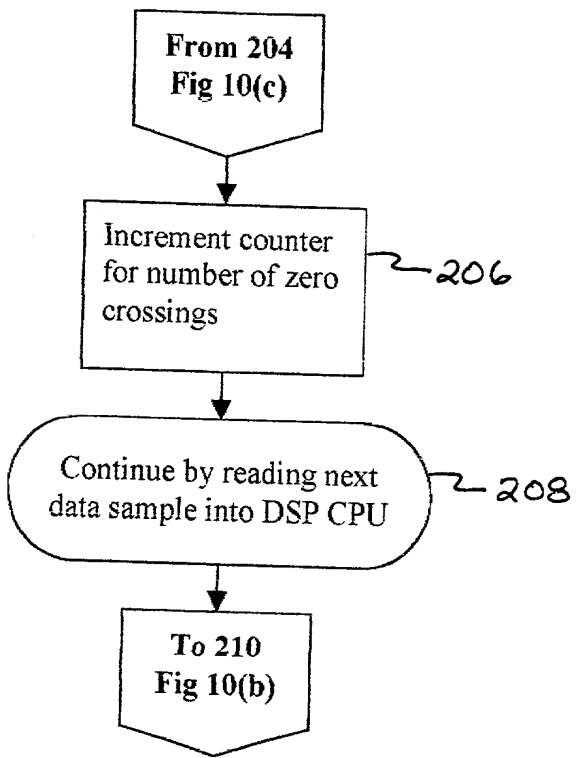 From 204
Fig 10(c)
Increment counter
for number of zero
crossings
206
Continue by reading next
data sample into DSP CPU
208
To 210
Fig 10(b)